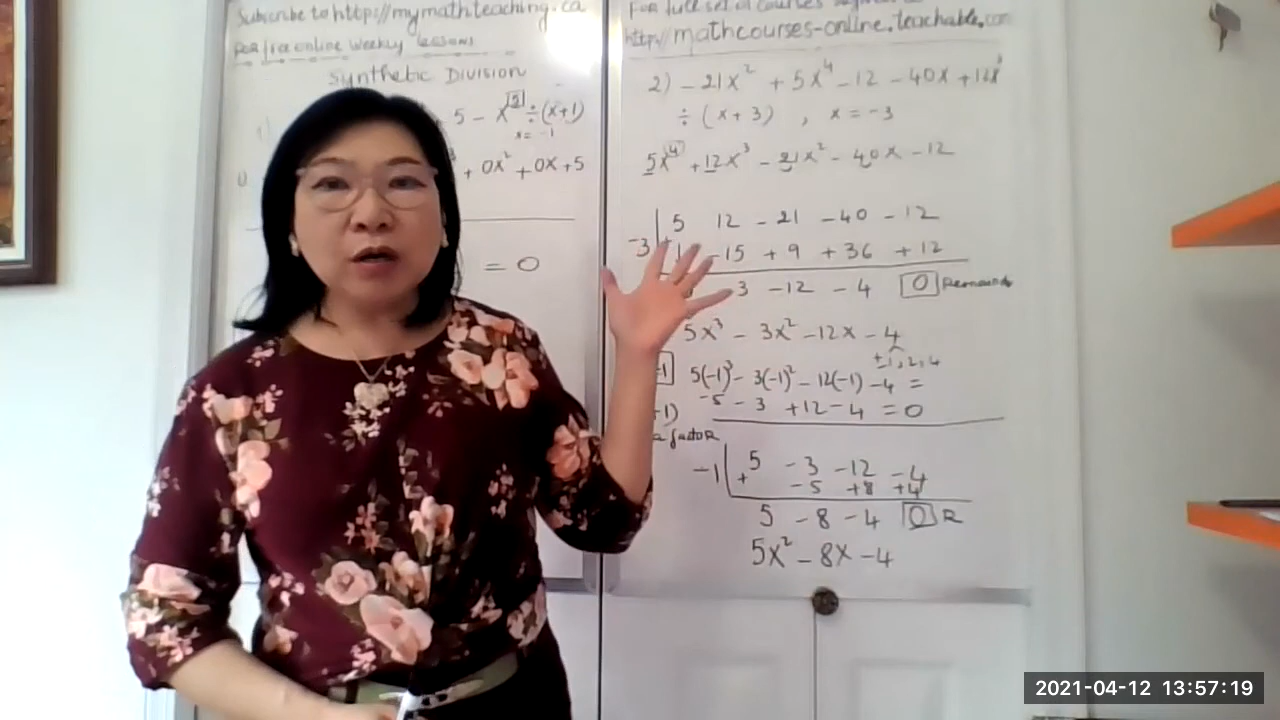 Subscribe to http://mymathteaching.ca
For free online weekly lessons
Synthetic Division
5 - x^[5] ÷ (x+1)
x = -1
+ 0x² + 0x + 5
= 0
For full set of courses
http://mathcourses-online.teachable.com
2) - 21x² + 5x⁴ - 12 - 40x + 12x³
÷ (x + 3) , x = -3
5x⁴ + 12x³ - 21x² - 40x - 12
5 12 - 21 - 40 - 12
-3 - 15 + 9 + 36 + 12
- 3 - 12 - 4 0
5x³ - 3x² - 12x - 4
± 1, 2, 4
5(-1)³ - 3(-1)² - 12(-1) - 4 =
-5 - 3 + 12 - 4 = 0
a factor
-1 5 - 3 - 12 - 4
+ - 5 + 8 + 4
5 - 8 - 4 0 R
5x² - 8x - 4
2021-04-12 13:57:19